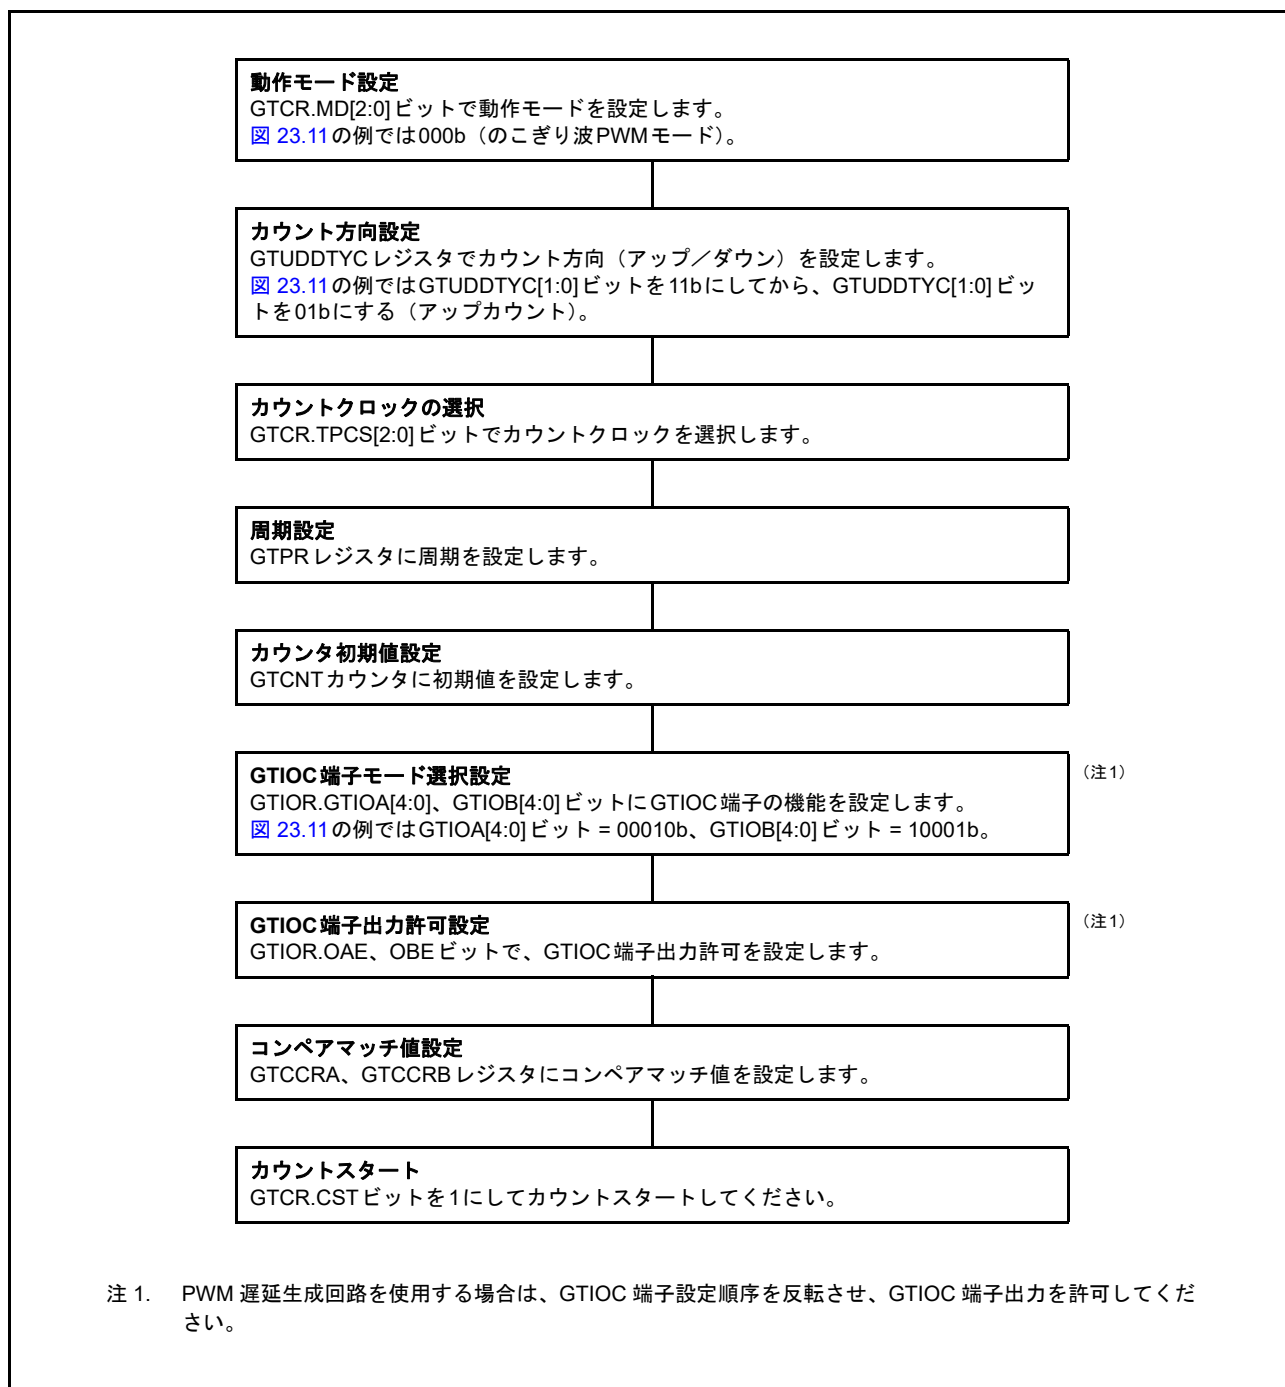 動作モード設定
GTCR.MD[2:0]ビットで動作モードを設定します。
図 23.11の例では000b（のこぎり波PWMモード）。
カウント方向設定
GTUDDTYCレジスタでカウント方向（アップ／ダウン）を設定します。
図 23.11の例ではGTUDDTYC[1:0]ビットを11bにしてから、GTUDDTYC[1:0]ビッ
トを01bにする（アップカウント）。
カウントクロックの選択
GTCR.TPCS[2:0]ビットでカウントクロックを選択します。
周期設定
GTPRレジスタに周期を設定します。
カウンタ初期値設定
GTCNTカウンタに初期値を設定します。
GTIOC端子モード選択設定 （注1）
GTIOR.GTIOA[4:0]、GTIOB[4:0]ビットにGTIOC端子の機能を設定します。
図 23.11の例ではGTIOA[4:0]ビット = 00010b、GTIOB[4:0]ビット = 10001b。
GTIOC端子出力許可設定 （注1）
GTIOR.OAE、OBEビットで、GTIOC端子出力許可を設定します。
コンペアマッチ値設定
GTCCRA、GTCCRBレジスタにコンペアマッチ値を設定します。
カウントスタート
GTCR.CSTビットを1にしてカウントスタートしてください。
注 1. PWM 遅延生成回路を使用する場合は、GTIOC 端子設定順序を反転させ、GTIOC 端子出力を許可してくだ
さい。